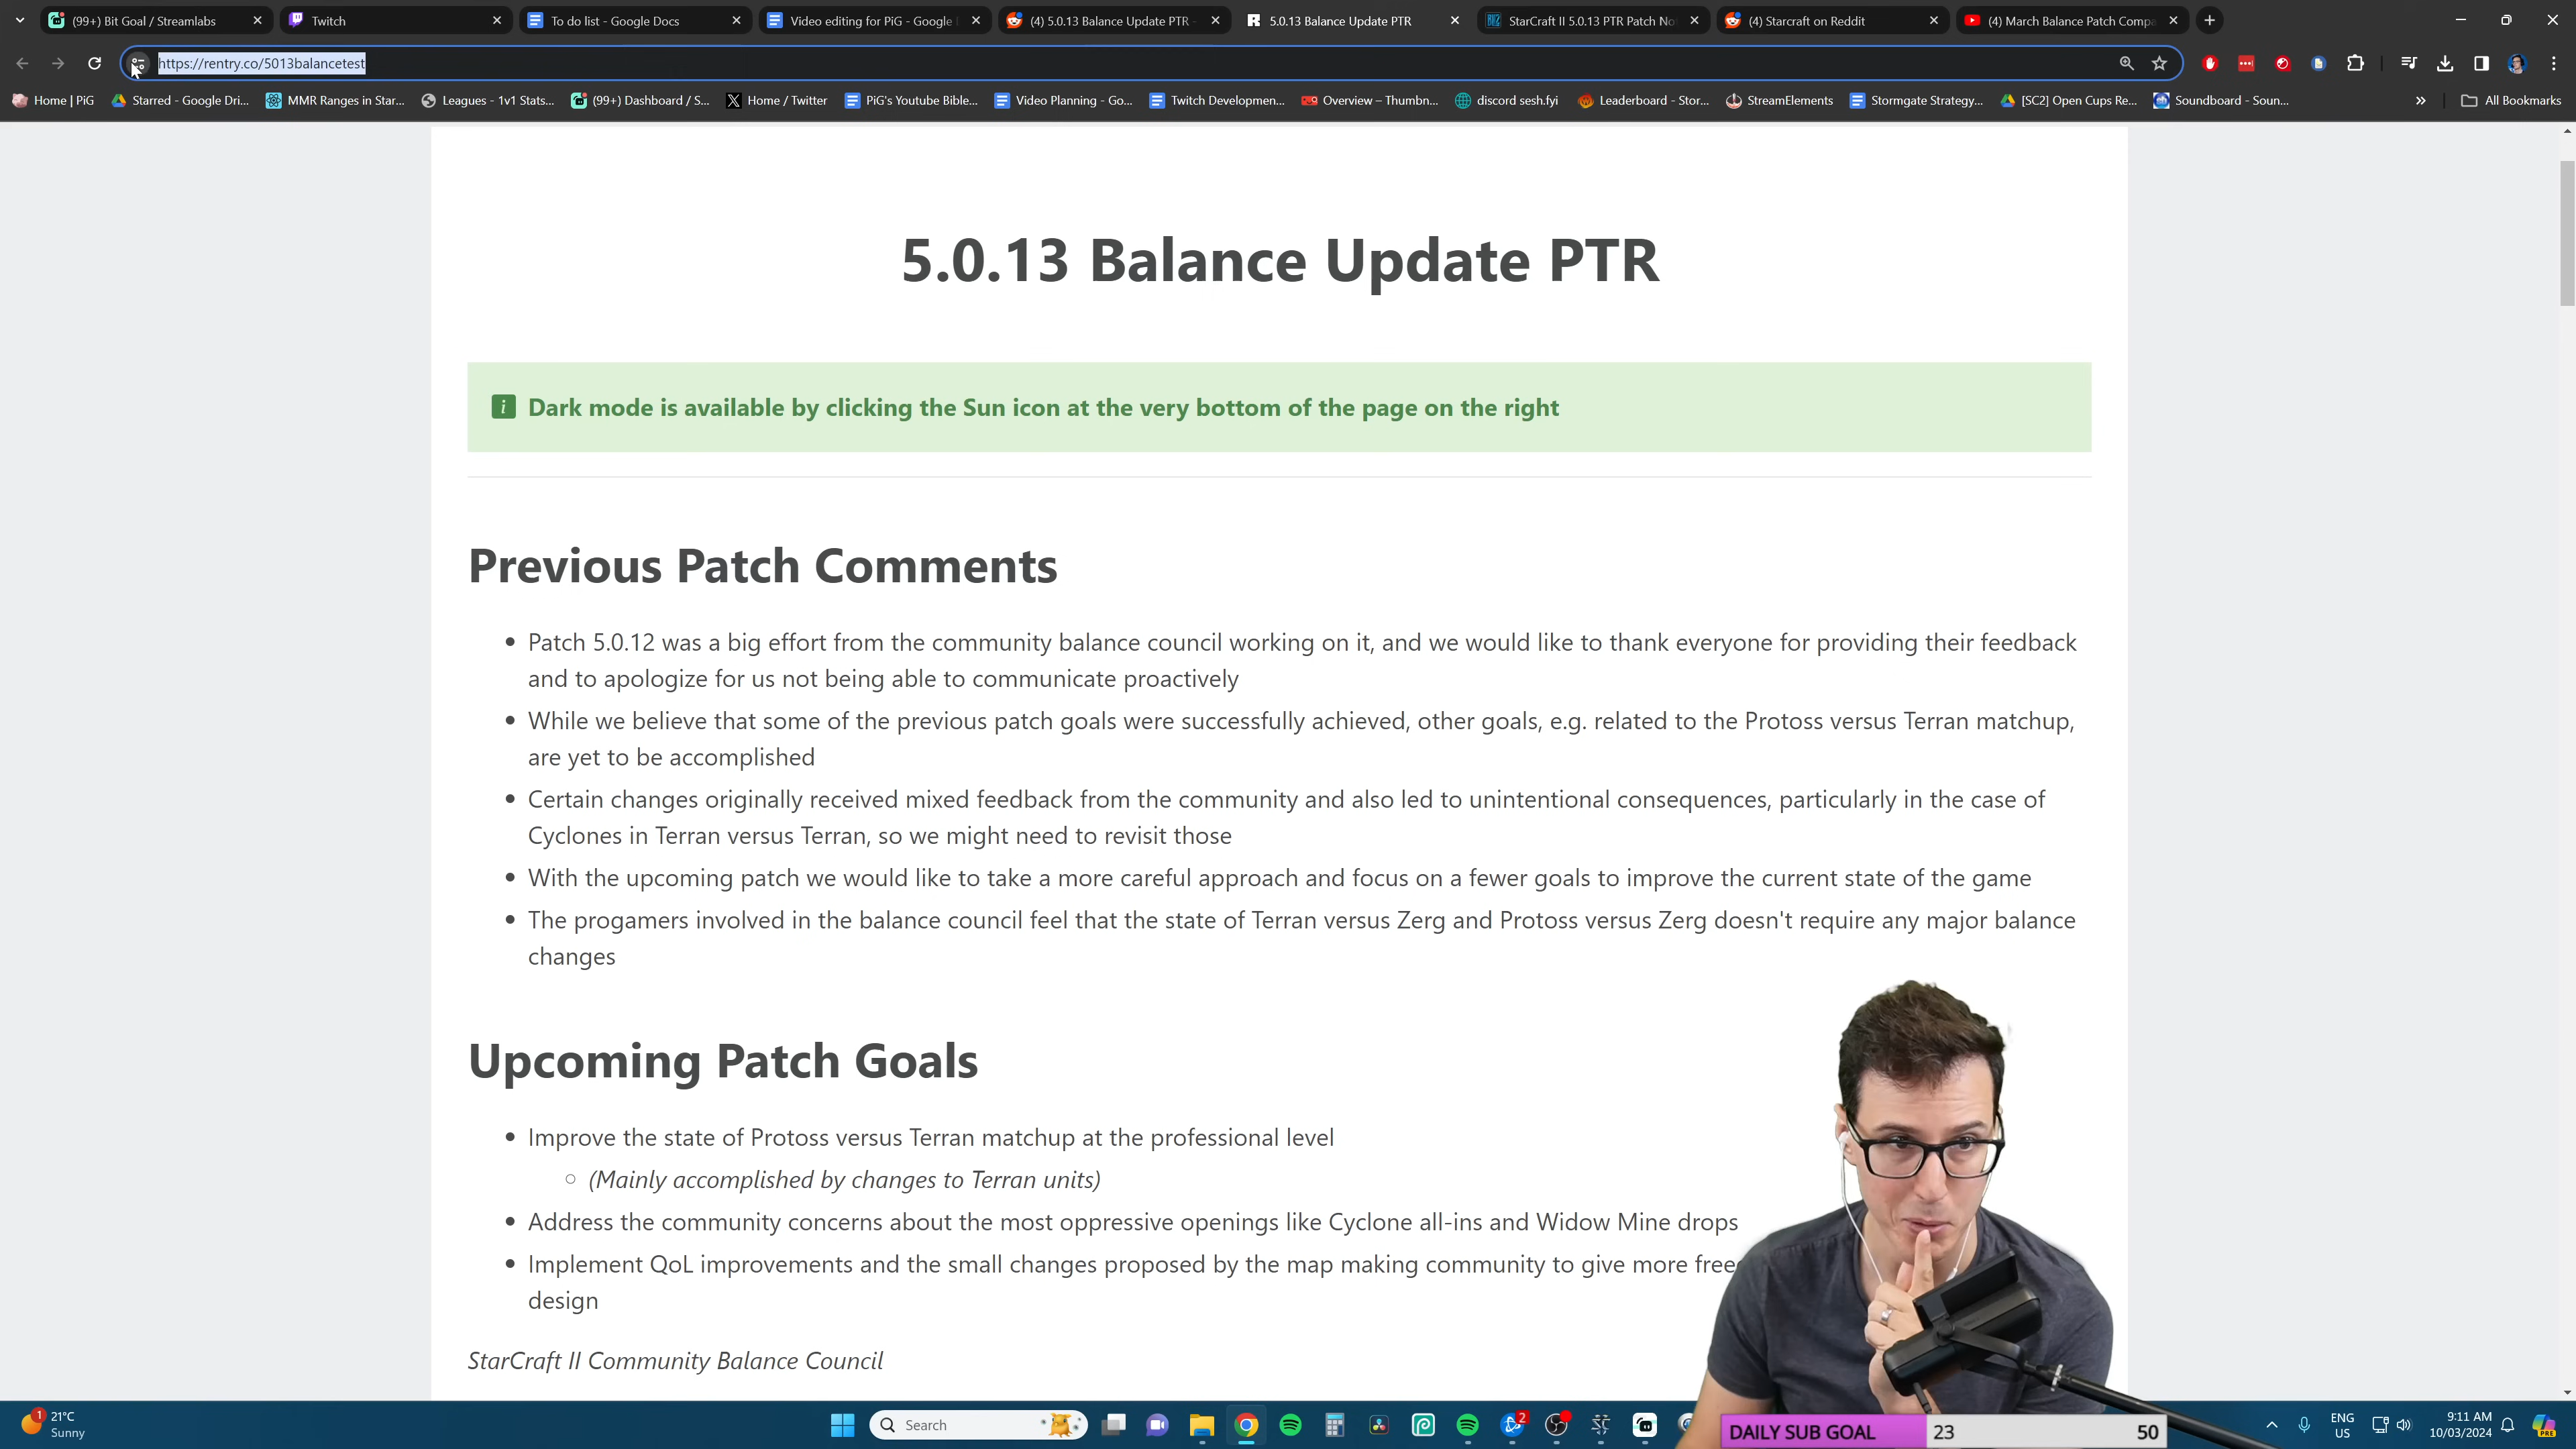 (99+) Bit Goal / Streamlabs
Twitch
To do list - Google Docs
Video editing for PiG - Google
(4) 5.0.13 Balance Update PTR
5.0.13 Balance Update PTR
StarCraft II 5.0.13 PTR Patch No
(4) Starcraft on Reddit
(4) March Balance Patch Compa
https://rentry.co/5013balancetest
Home | PiG
Starred - Google Dri...
MMR Ranges in Star...
Leagues - 1v1 Stats...
(99+) Dashboard / S...
Home / Twitter
PiG's Youtube Bible...
Video Planning - Go...
Twitch Developmen...
Overview – Thumbn...
discord sesh.fyi
Leaderboard - Stor...
StreamElements
Stormgate Strategy...
[SC2] Open Cups Re...
Soundboard - Soun...
All Bookmarks
5.0.13 Balance Update PTR
Dark mode is available by clicking the Sun icon at the very bottom of the page on the right
Previous Patch Comments
Patch 5.0.12 was a big effort from the community balance council working on it, and we would like to thank everyone for providing their feedback
and to apologize for us not being able to communicate proactively
While we believe that some of the previous patch goals were successfully achieved, other goals, e.g. related to the Protoss versus Terran matchup,
are yet to be accomplished
Certain changes originally received mixed feedback from the community and also led to unintentional consequences, particularly in the case of
Cyclones in Terran versus Terran, so we might need to revisit those
With the upcoming patch we would like to take a more careful approach and focus on a fewer goals to improve the current state of the game
The progamers involved in the balance council feel that the state of Terran versus Zerg and Protoss versus Zerg doesn't require any major balance
changes
Upcoming Patch Goals
Improve the state of Protoss versus Terran matchup at the professional level
(Mainly accomplished by changes to Terran units)
Address the community concerns about the most oppressive openings like Cyclone all-ins and Widow Mine drops
Implement QoL improvements and the small changes proposed by the map making community to give more free
design
StarCraft II Community Balance Council
1
21°C
Sunny
Search
2
DAILY SUB GOAL
23
50
ENG
US
9:11 AM
10/03/2024
PRE